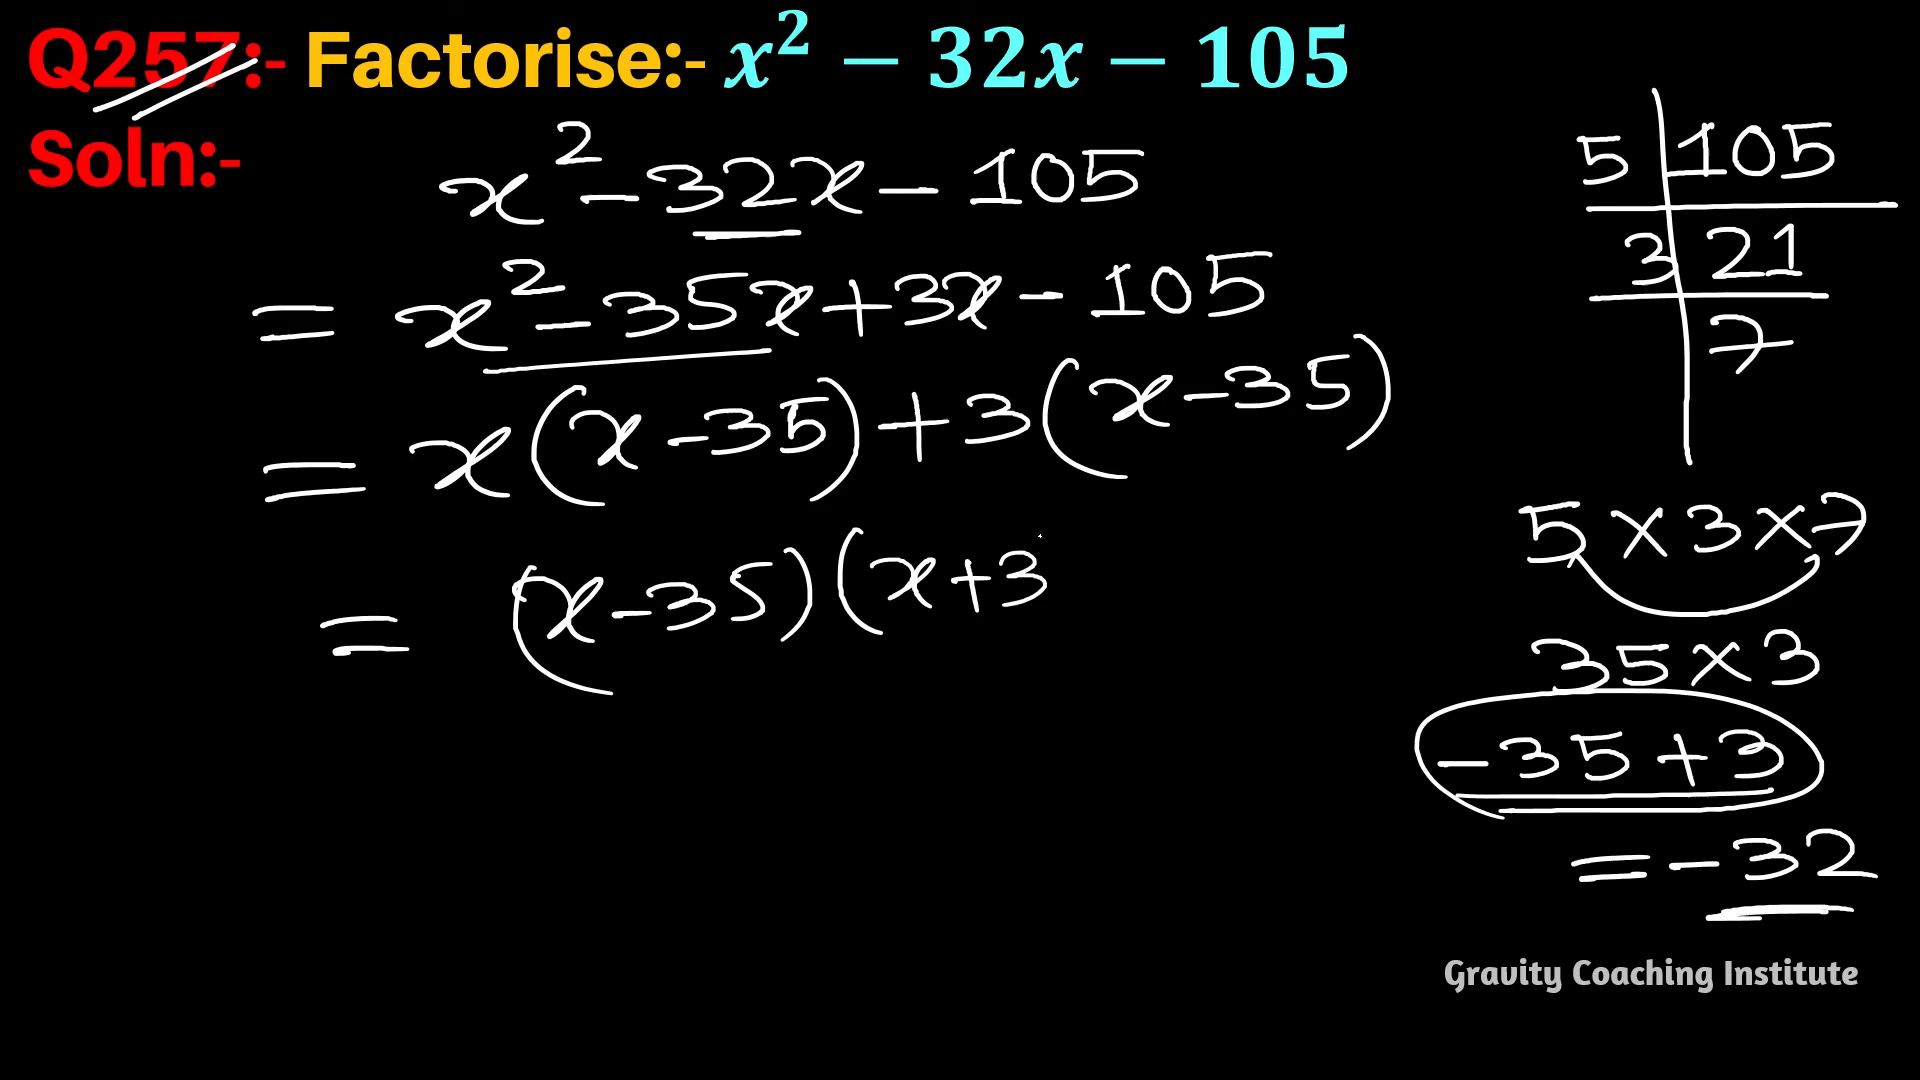 Q257:- Factorise:- x² − 32x − 105
Soln:-
x² - 32x - 105
= x² - 35x + 3x - 105
= x(x - 35) + 3(x - 35)
= (x - 35)(x + 3
5 | 105
3 | 21
7
5 × 3 × 7
35 × 3
- 35 + 3
= - 32
Gravity Coaching Institute